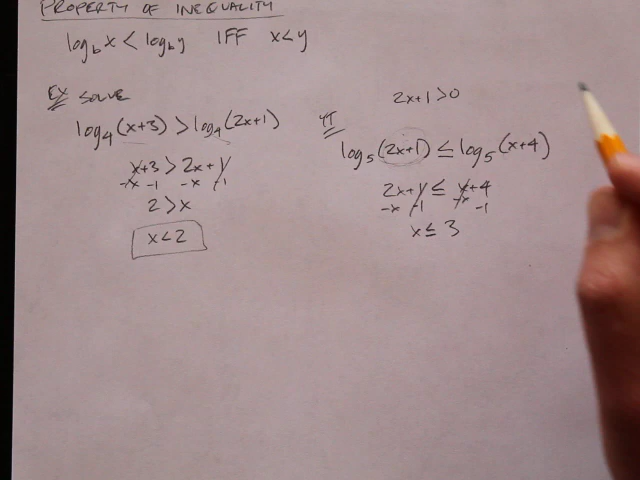 PROPERTY OF INEQUALITY
log_b x < log_b y IFF x<y
EX SOLVE
log_4(x+3) > log_4(2x+1)
x+3 > 2x+1
-x -1 -x -1
2 > x
x<2
2x+1>0
YT
log_5(2x+1) ≤ log_5(x+4)
2x+1 ≤ x+4
-x -1 -x -1
x ≤ 3